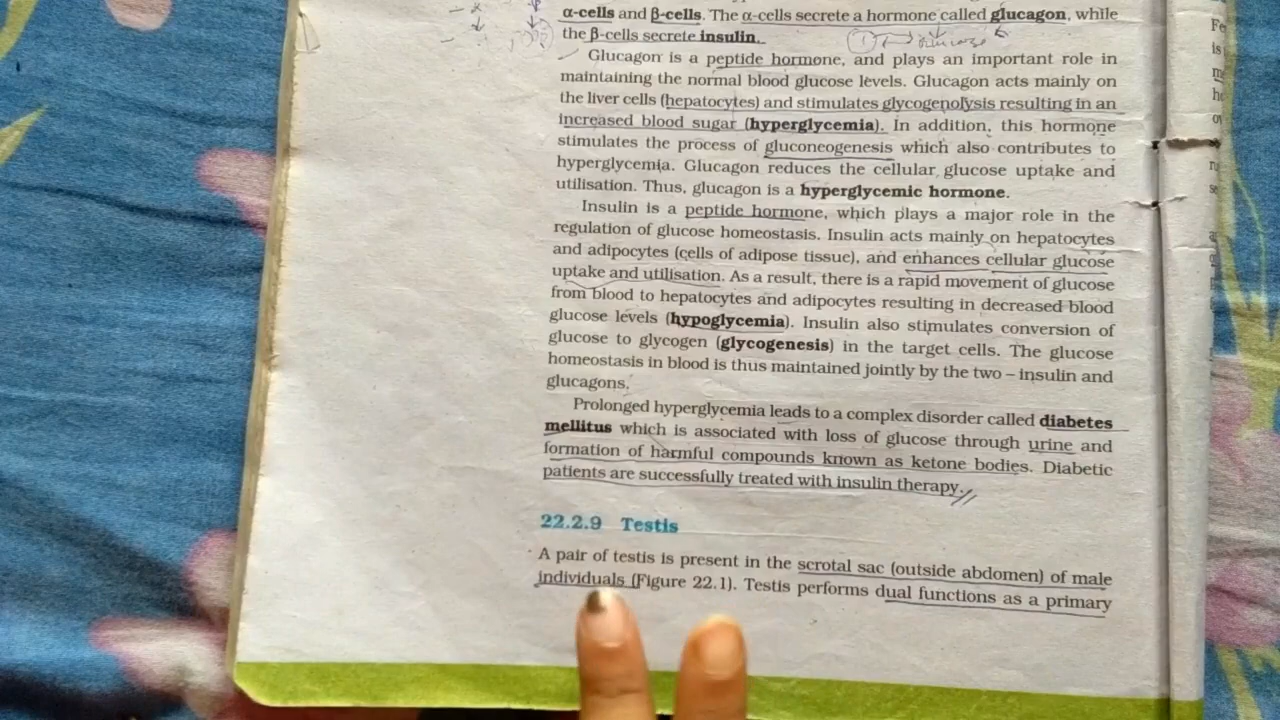 α-cells and β-cells. The α-cells secrete a hormone called glucagon, while
the β-cells secrete insulin.
Glucagon is a peptide hormone, and plays an important role in
maintaining the normal blood glucose levels. Glucagon acts mainly on
the liver cells (hepatocytes) and stimulates glycogenolysis resulting in an
increased blood sugar (hyperglycemia). In addition, this hormone
stimulates the process of gluconeogenesis which also contributes to
hyperglycemia. Glucagon reduces the cellular glucose uptake and
utilisation. Thus, glucagon is a hyperglycemic hormone.
Insulin is a peptide hormone, which plays a major role in the
regulation of glucose homeostasis. Insulin acts mainly on hepatocytes
and adipocytes (cells of adipose tissue), and enhances cellular glucose
uptake and utilisation. As a result, there is a rapid movement of glucose
from blood to hepatocytes and adipocytes resulting in decreased blood
glucose levels (hypoglycemia). Insulin also stimulates conversion of
glucose to glycogen (glycogenesis) in the target cells. The glucose
homeostasis in blood is thus maintained jointly by the two – insulin and
glucagons.
Prolonged hyperglycemia leads to a complex disorder called diabetes
mellitus which is associated with loss of glucose through urine and
formation of harmful compounds known as ketone bodies. Diabetic
patients are successfully treated with insulin therapy.
22.2.9 Testis
A pair of testis is present in the scrotal sac (outside abdomen) of male
individuals (Figure 22.1). Testis performs dual functions as a primary